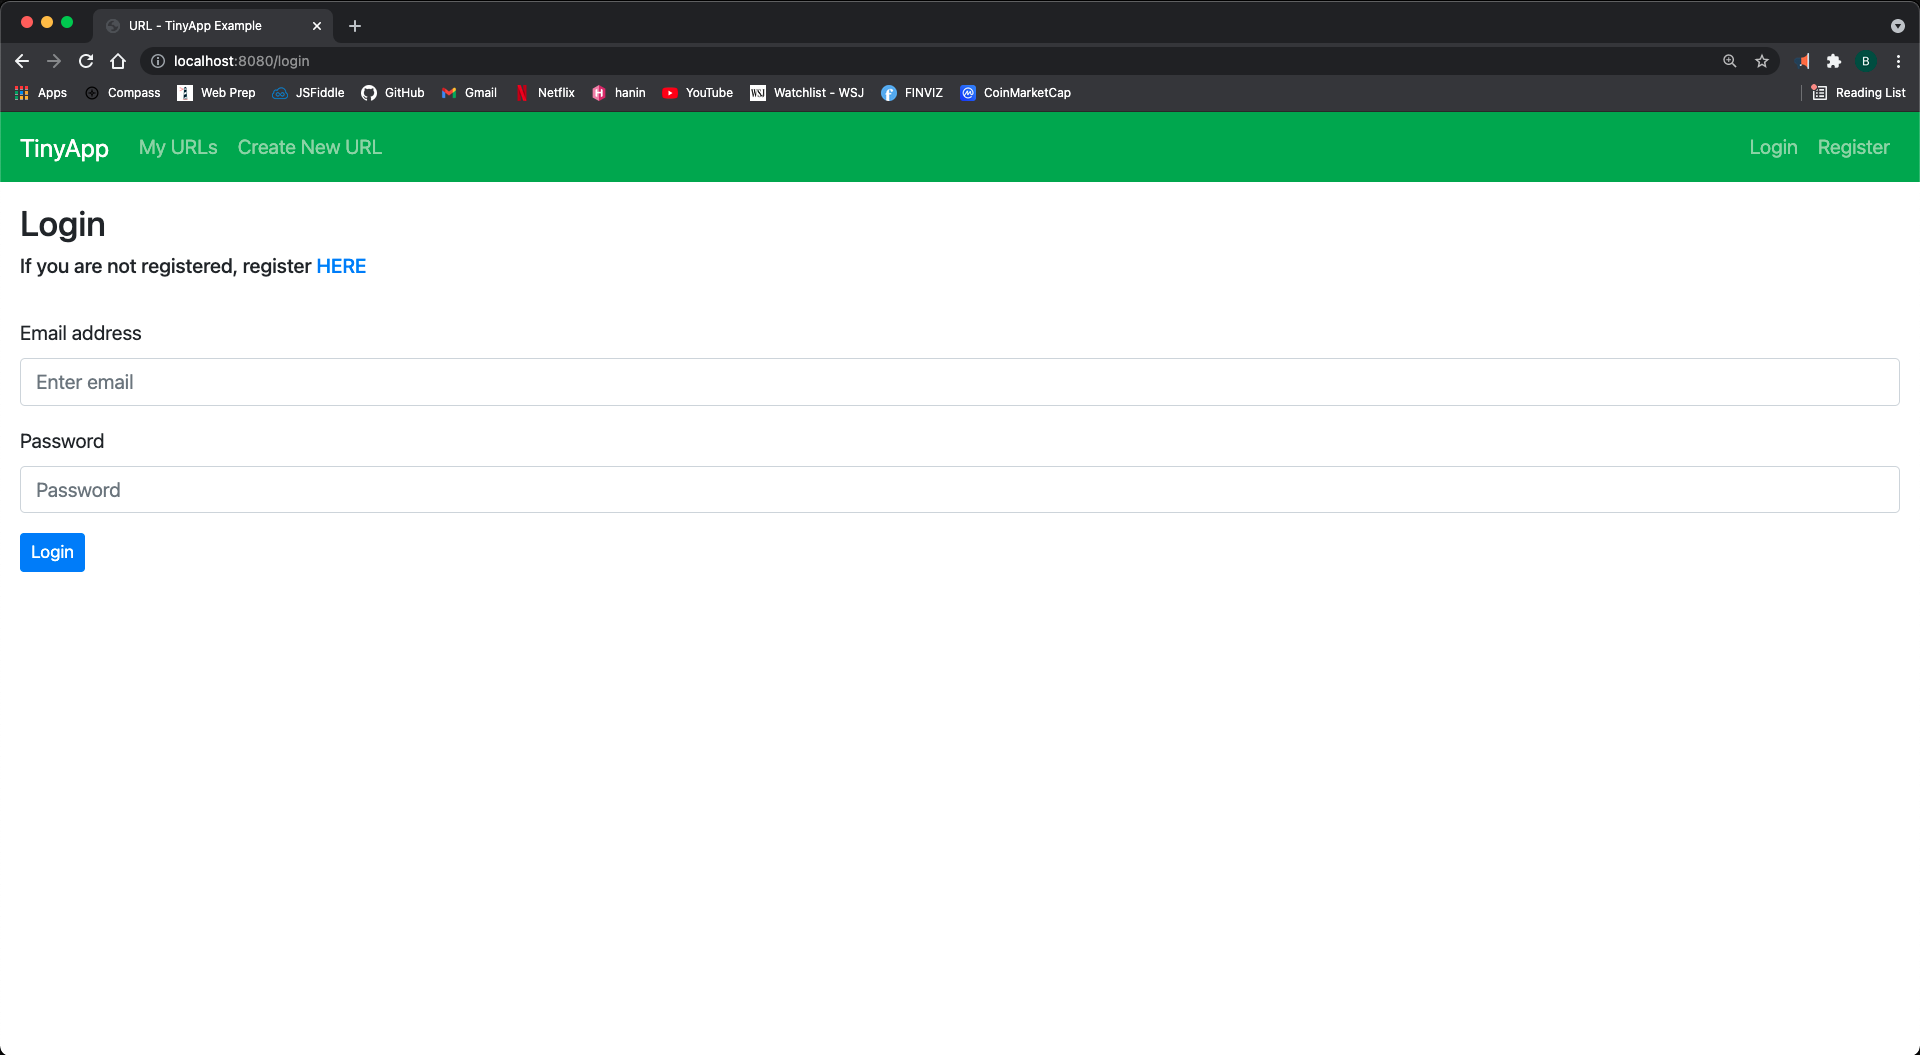 URL - TinyApp Example
localhost:8080/login
Apps Compass Web Prep JSFiddle GitHub Gmail Netflix hanin YouTube WSJ Watchlist - WSJ FINVIZ CoinMarketCap Reading List
B
TinyApp My URLs Create New URL Login Register
Login
If you are not registered, register HERE
Email address
Enter email
Password
Password
Login